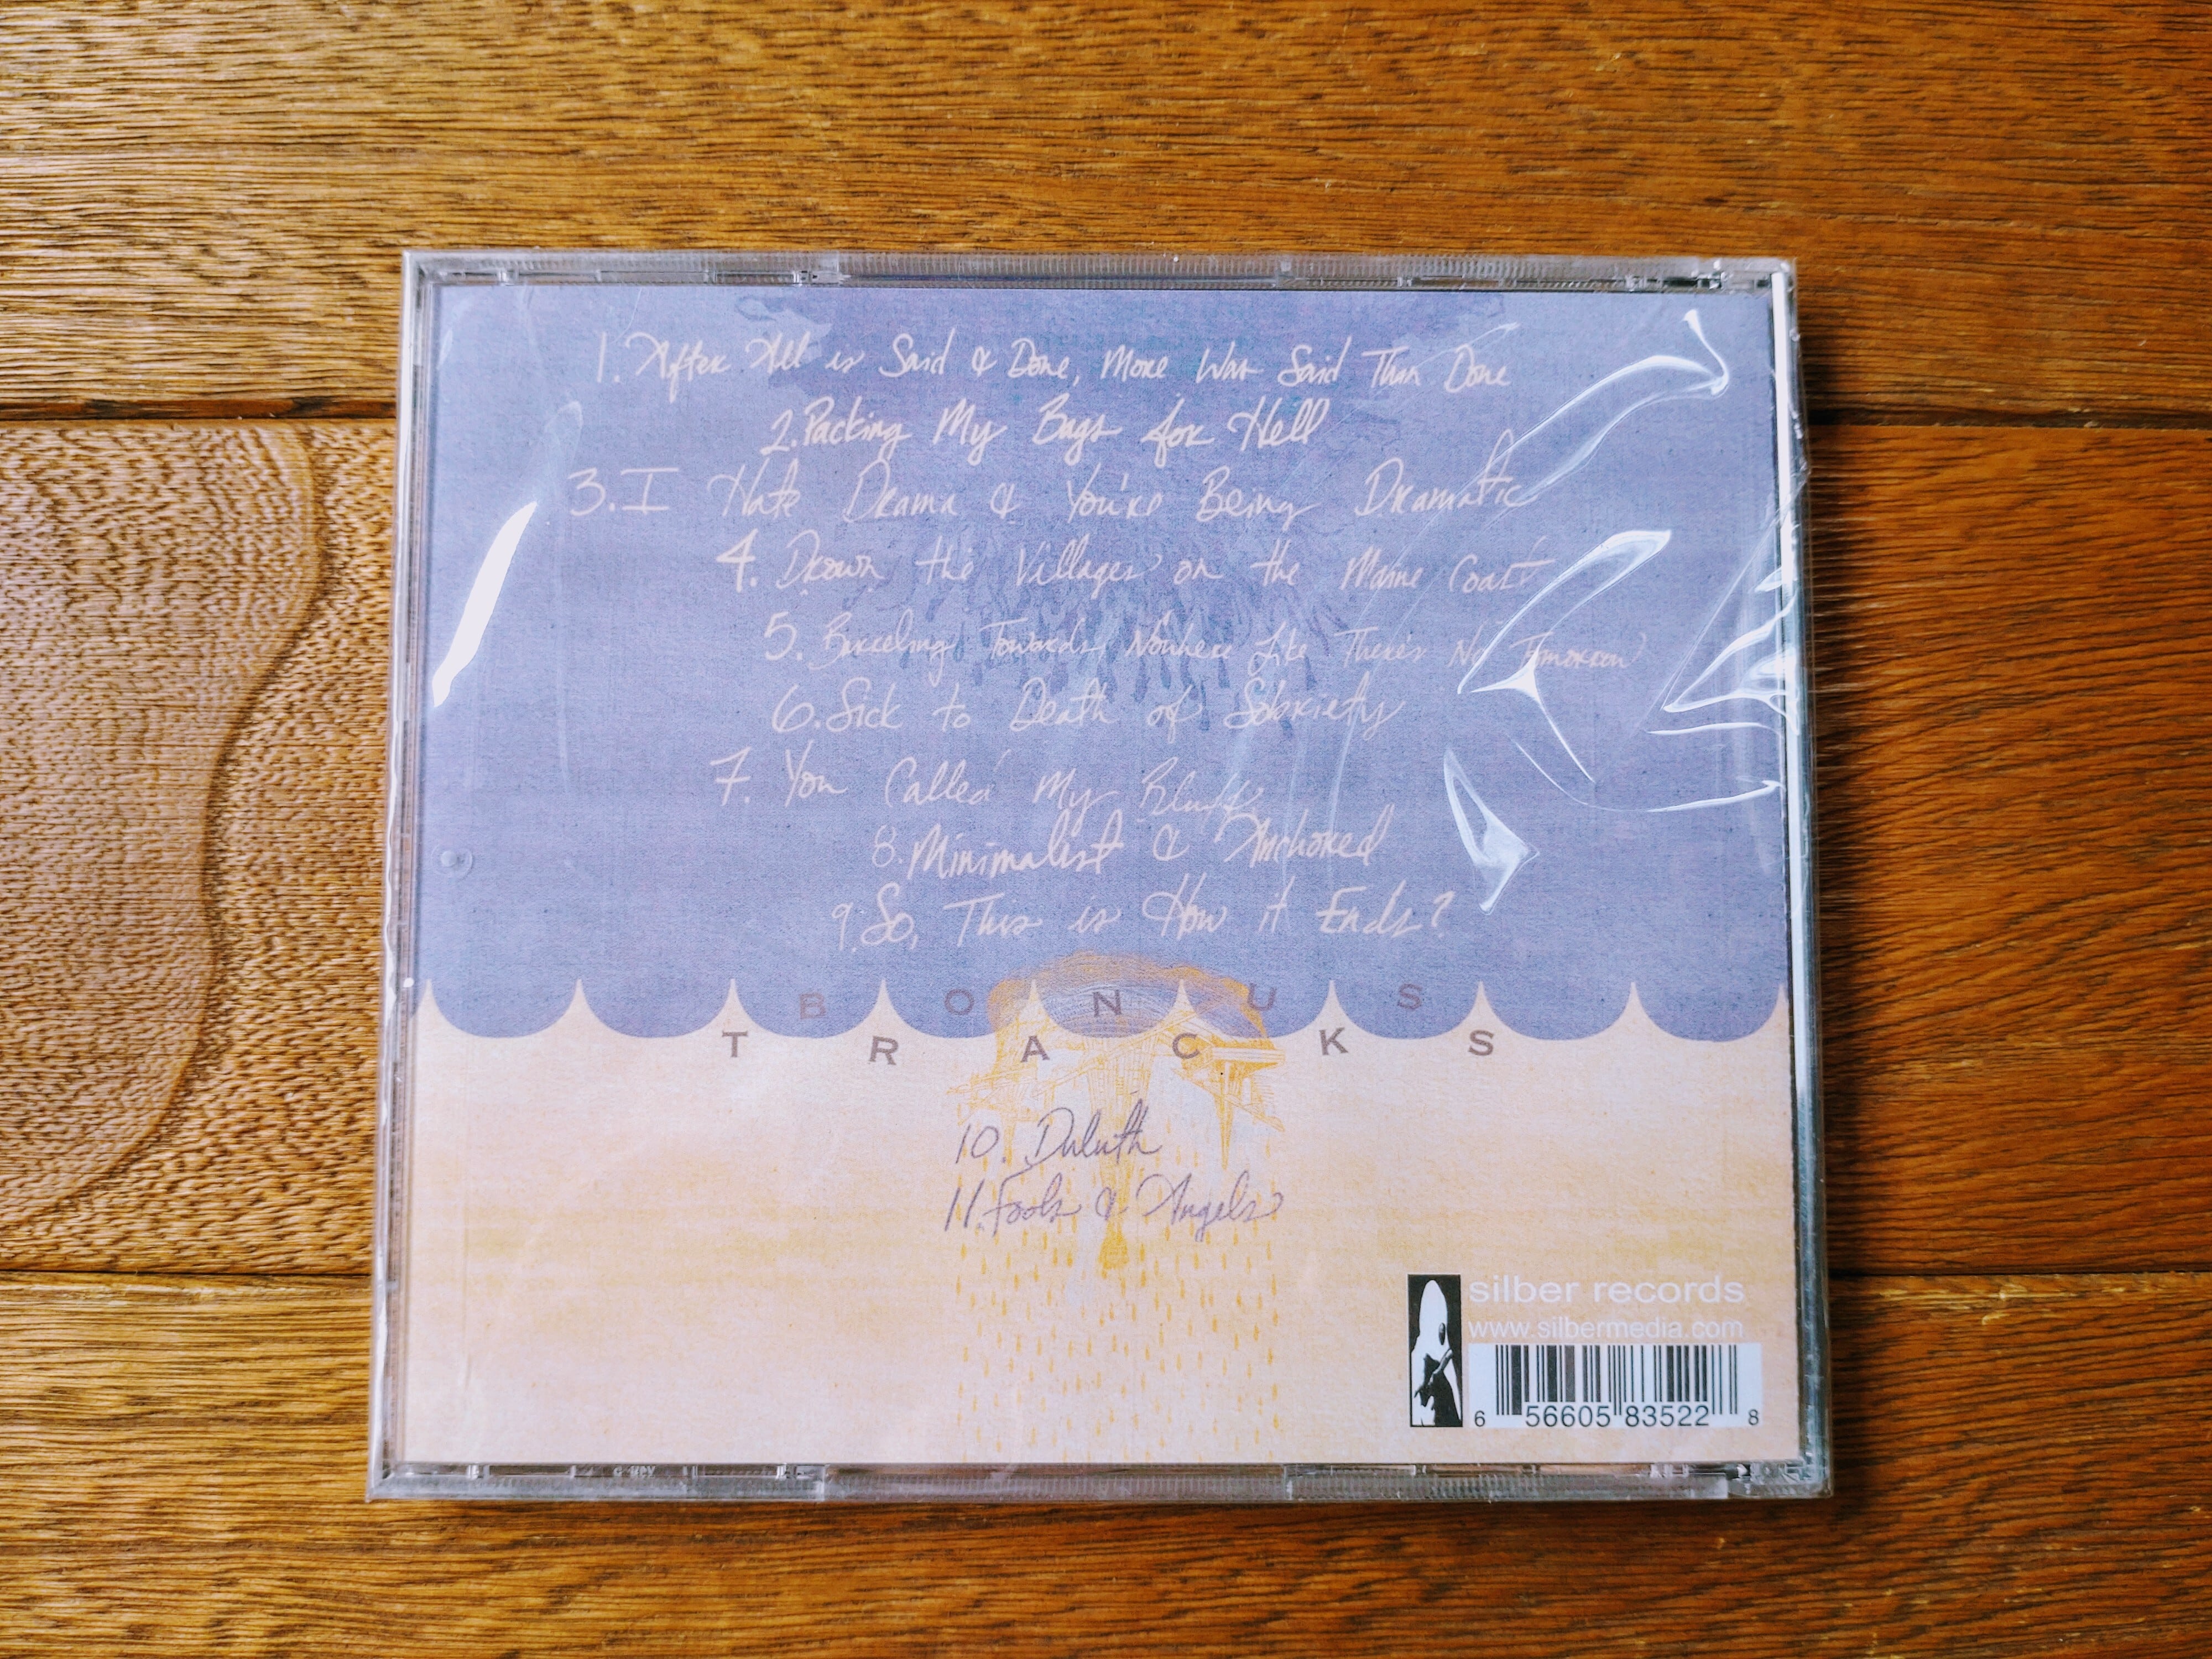 1. After All is Said & Done, More Was Said Than Done
2. Packing My Bags for Hell
3. I Hate Drama & You're Being Dramatic
4. Drown the Villages on the Maine Coast
5. Barreling Towards Nowhere Like There's No Tomorrow
6. Sick to Death of Sobriety
7. You Called My Bluff
8. Minimalist & Anchored
9. So, This is How it Ends?
BONUS
TRACKS
10. Duluth
11. Fools & Angels
silber records
www.silbermedia.com
6 56605 83522 8